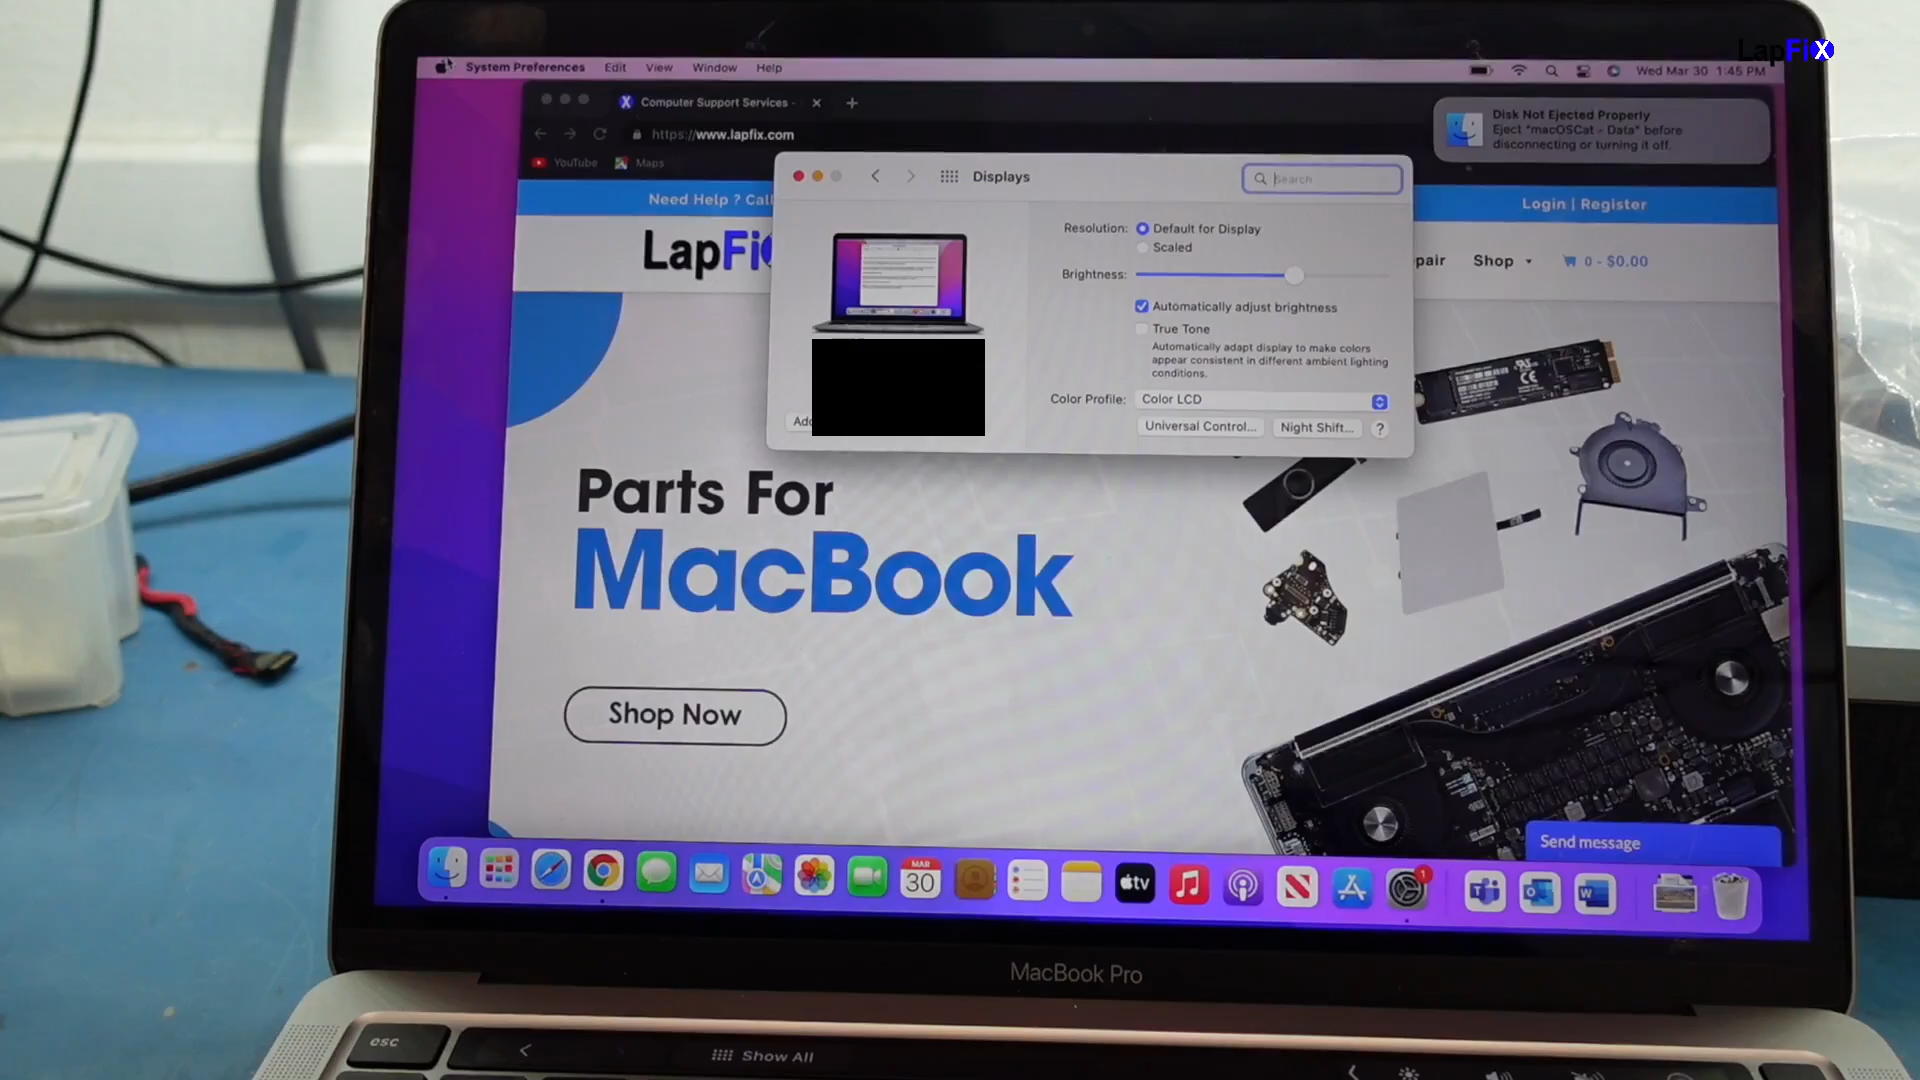 LapFiX
System Preferences Edit View Window Help
Wed Mar 30 1:45 PM
Computer Support Services -
https://www.lapfix.com
YouTube Maps
Disk Not Ejected Properly
Eject "macOSCat - Data" before
disconnecting or turning it off.
Displays
Search
Need Help ? Call
Login | Register
LapFi
Shop
0 - $0.00
Resolution: Default for Display
Scaled
Brightness:
Automatically adjust brightness
True Tone
Automatically adapt display to make colors
appear consistent in different ambient lighting
conditions.
Color Profile: Color LCD
Universal Control... Night Shift... ?
Parts For
MacBook
Shop Now
Send message
MAR
30
tv
1
MacBook Pro
esc
Show All